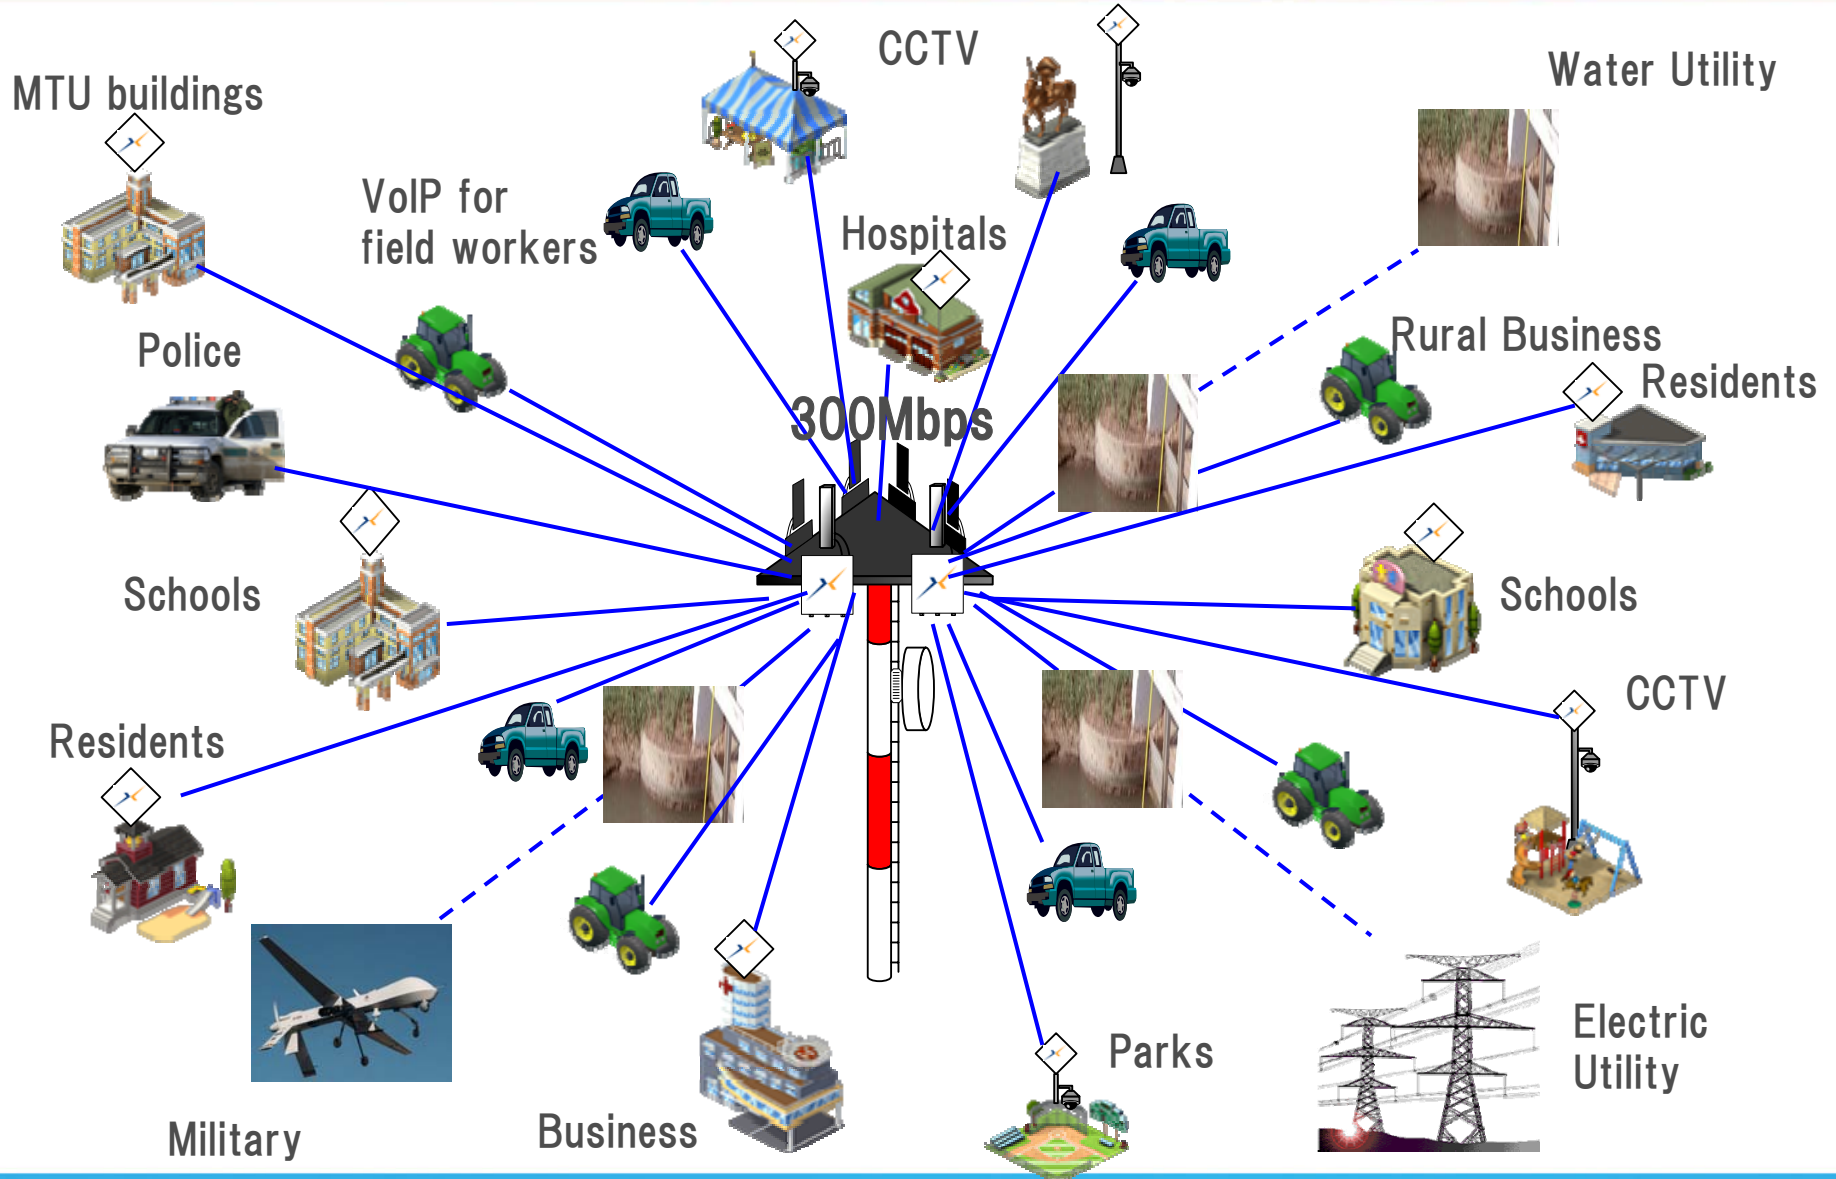 CCTV
Water Utility
MTU buildings
VoIP for
field workers
Hospitals
Rural Business
Police
Residents
300Mbps
Schools
Schools
CCTV
Residents
Electric
Utility
Parks
Business
Military